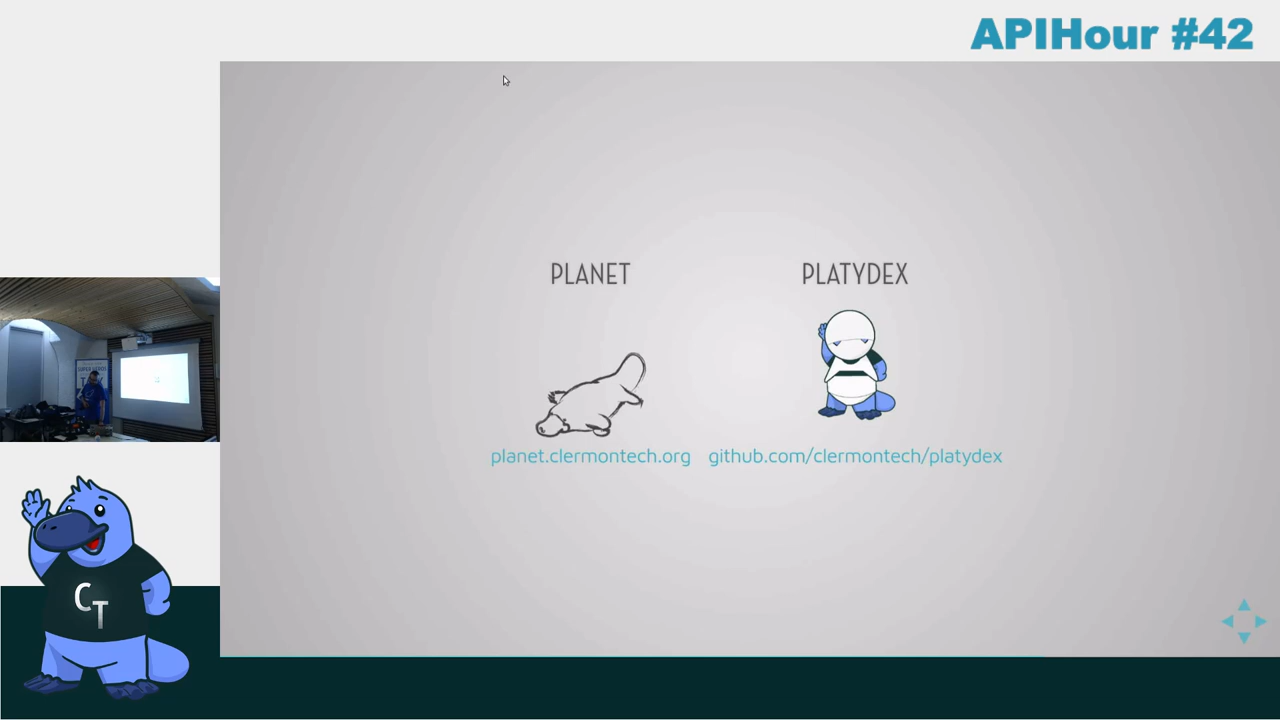 APIHour #42
PLANET
PLATYDEX
planet.clermontech.org
github.com/clermontech/platydex
CT